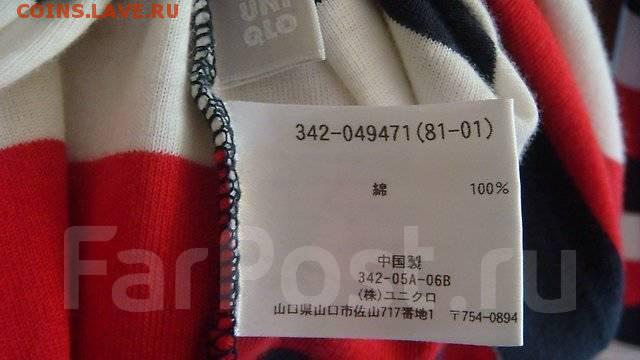 COINS.ЛАVE.RU
UNI
QLO
342-049471(81-01)
綿 100%
FarPost.ru
中国製
342-05A-06B
(株)ユニクロ
山口県山口市佐山717番地1 〒754-0894